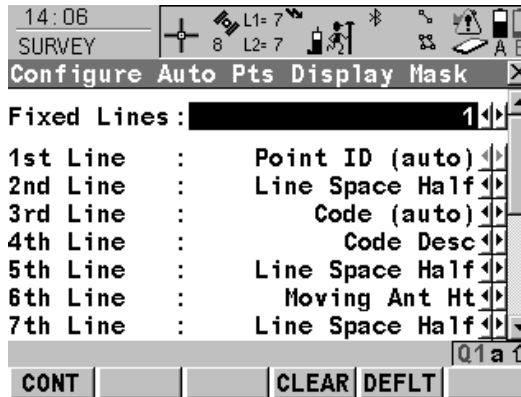 14:06
SURVEY
8
L1= 7
L2= 7
A
Configure Auto Pts Display Mask
Fixed Lines: 1
1st Line : Point ID (auto)
2nd Line : Line Space Half
3rd Line : Code (auto)
4th Line : Code Desc
5th Line : Line Space Half
6th Line : Moving Ant Ht
7th Line : Line Space Half
Q1 a
CONT CLEAR DEFLT